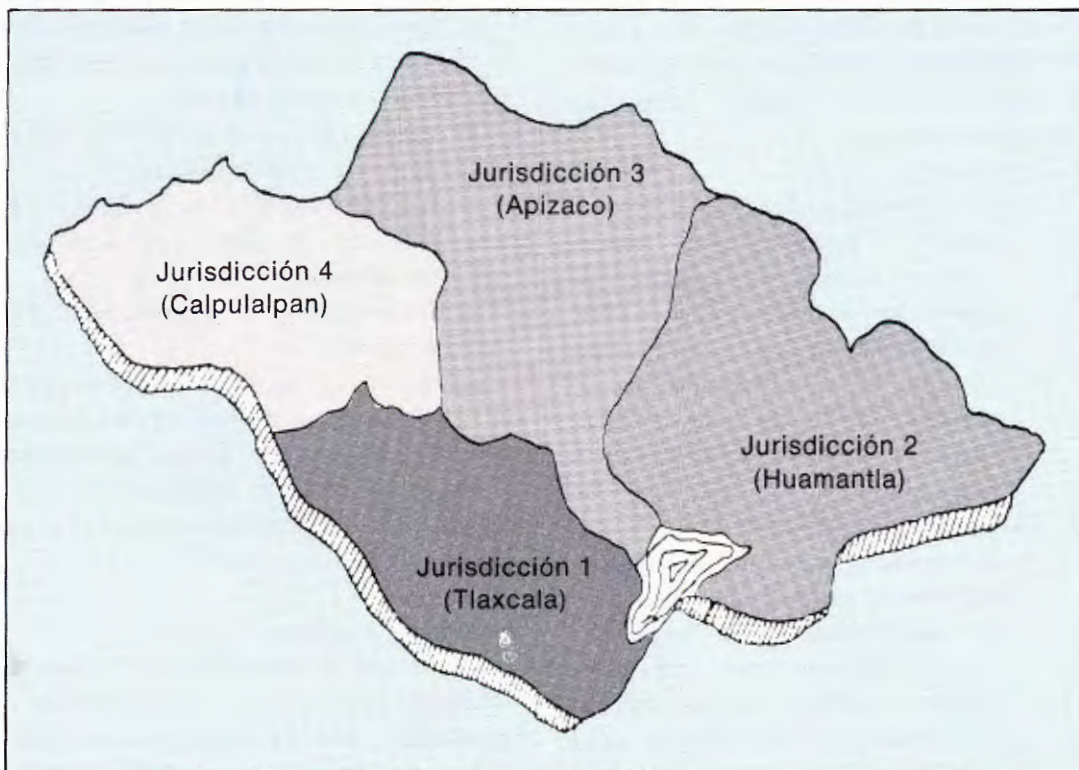 Jurisdicción 3
(Apizaco)
Jurisdicción 4
(Calpulalpan)
Jurisdicción 2
(Huamantla)
Jurisdicción 1
(Tlaxcala)